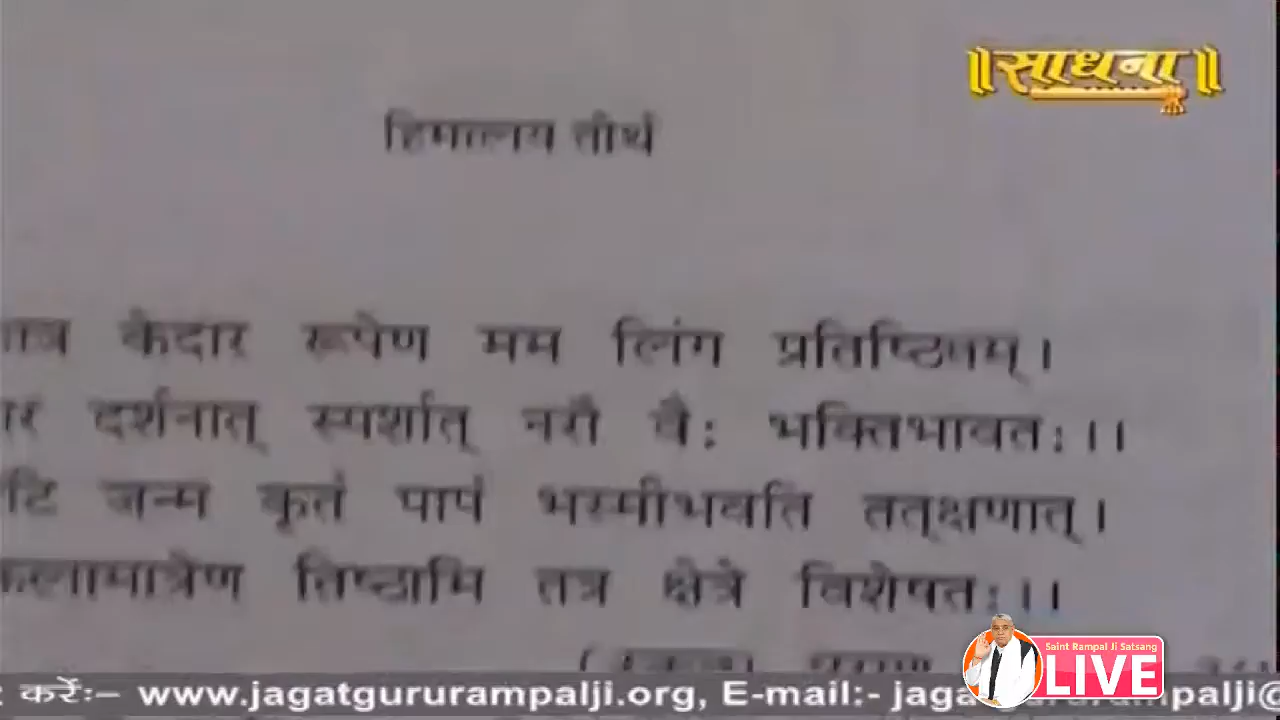 ॥साधना॥
हिमालय तीर्थ
केदार रूपेण मम लिंग प्रतिष्ठितम्।
दर्शनात् स्पर्शात् नरौ वै: भक्तिभावत:।।
जन्म कृतं पापं भस्मीभवति तत्क्षणात्।
कलामात्रेण तिष्ठामि तत्र क्षेत्रे विशेषत:।।
Saint Rampal Ji Satsang
LIVE
करेंः– www.jagatgururampalji.org, E-mail:- jaga